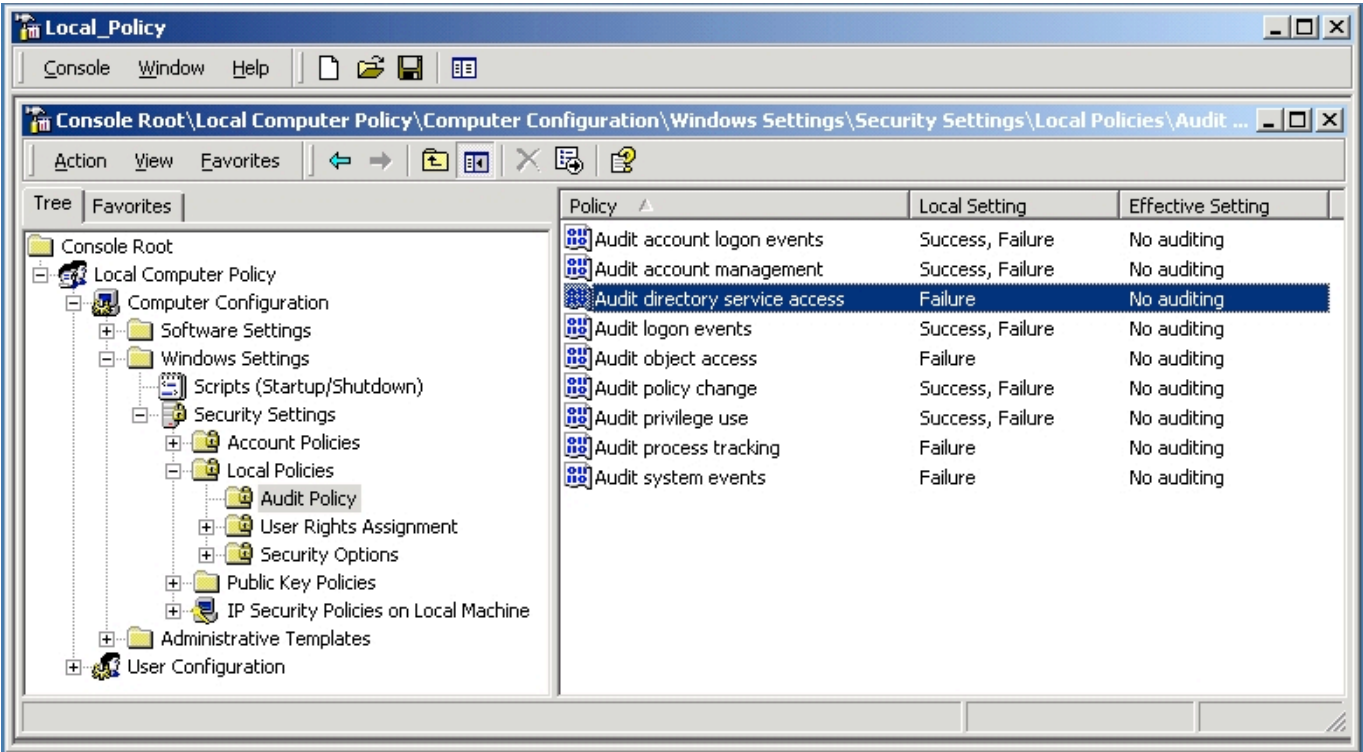 Local_Policy
Console Window Help
Console Root\Local Computer Policy\Computer Configuration\Windows Settings\Security Settings\Local Policies\Audit ...
Action View Favorites
Tree Favorites
Console Root
Local Computer Policy
Computer Configuration
Software Settings
Windows Settings
Scripts (Startup/Shutdown)
Security Settings
Account Policies
Local Policies
Audit Policy
User Rights Assignment
Security Options
Public Key Policies
IP Security Policies on Local Machine
Administrative Templates
User Configuration
Policy Local Setting Effective Setting
Audit account logon events Success, Failure No auditing
Audit account management Success, Failure No auditing
Audit directory service access Failure No auditing
Audit logon events Success, Failure No auditing
Audit object access Failure No auditing
Audit policy change Success, Failure No auditing
Audit privilege use Success, Failure No auditing
Audit process tracking Failure No auditing
Audit system events Failure No auditing